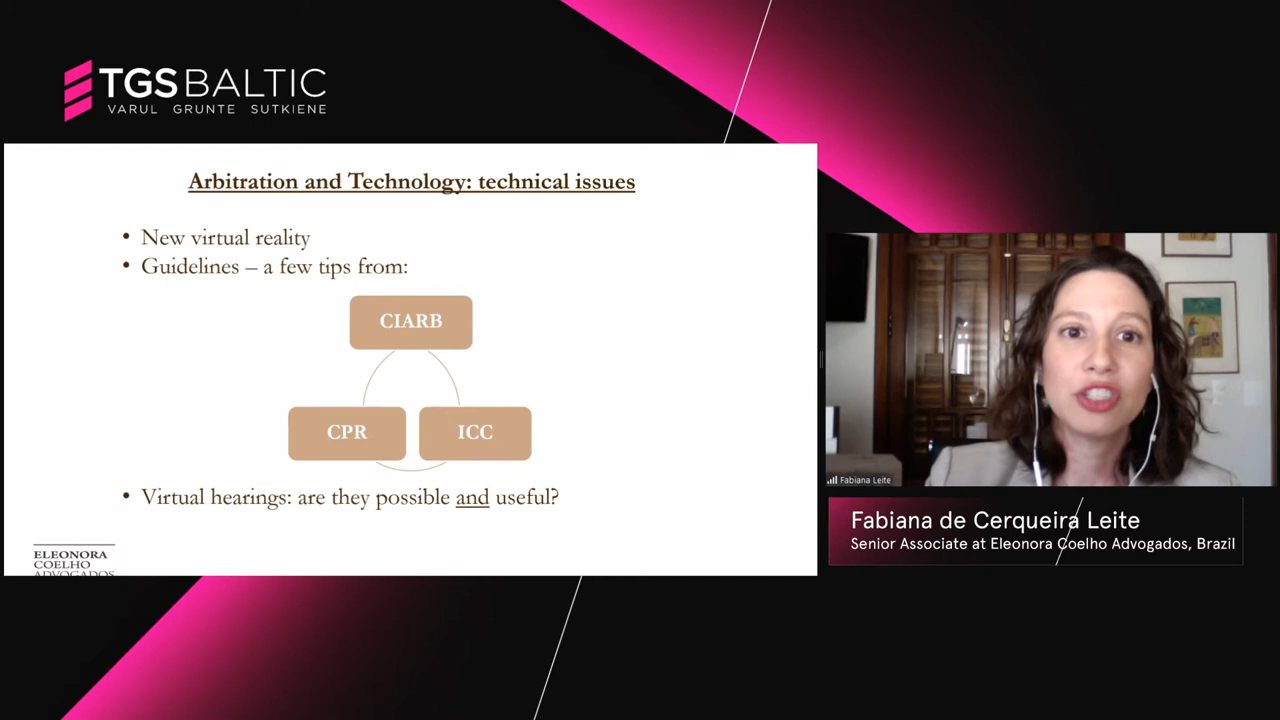 TGS BALTIC
VARUL GRUNTE SUTKIENE
Arbitration and Technology: technical issues
• New virtual reality
• Guidelines – a few tips from:
CIARB
CPR
ICC
• Virtual hearings: are they possible and useful?
ELEONORA
COELHO
ADVOGADOS
Fabiana Leite
Fabiana de Cerqueira Leite
Senior Associate at Eleonora Coelho Advogados, Brazil